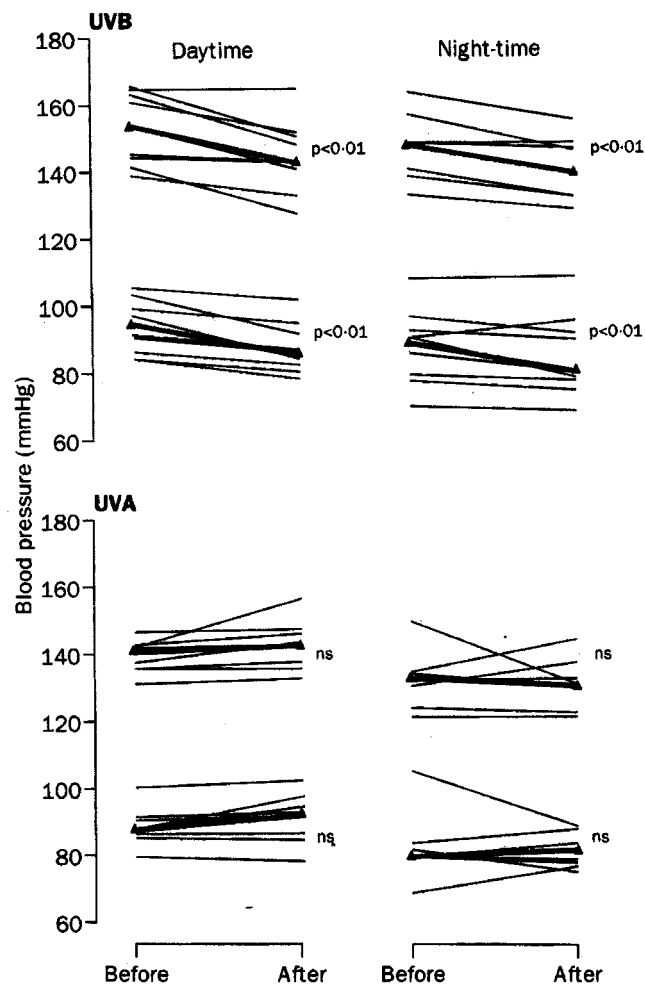 UVB
Daytime
Night-time
180
160
140
120
100
80
60
p<0·01
p<0·01
p<0·01
p<0·01
Blood pressure (mmHg)
UVA
180
160
140
120
100
80
60
ns
ns
ns
ns
Before
After
Before
After